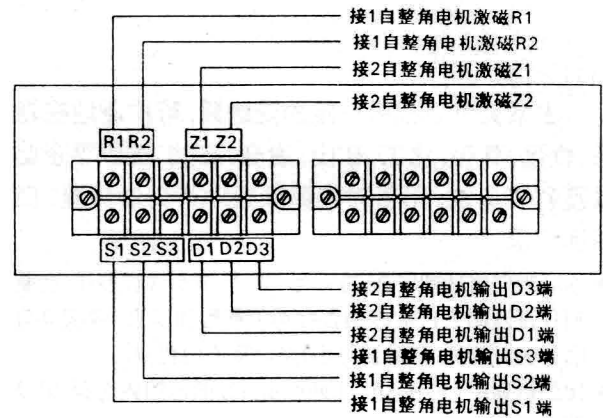 接1自整角电机激磁R1
接1自整角电机激磁R2
接2自整角电机激磁Z1
接2自整角电机激磁Z2
R1 R2 Z1 Z2
S1 S2 S3 D1 D2 D3
接2自整角电机输出D3端
接2自整角电机输出D2端
接2自整角电机输出D1端
接1自整角电机输出S3端
接1自整角电机输出S2端
接1自整角电机输出S1端